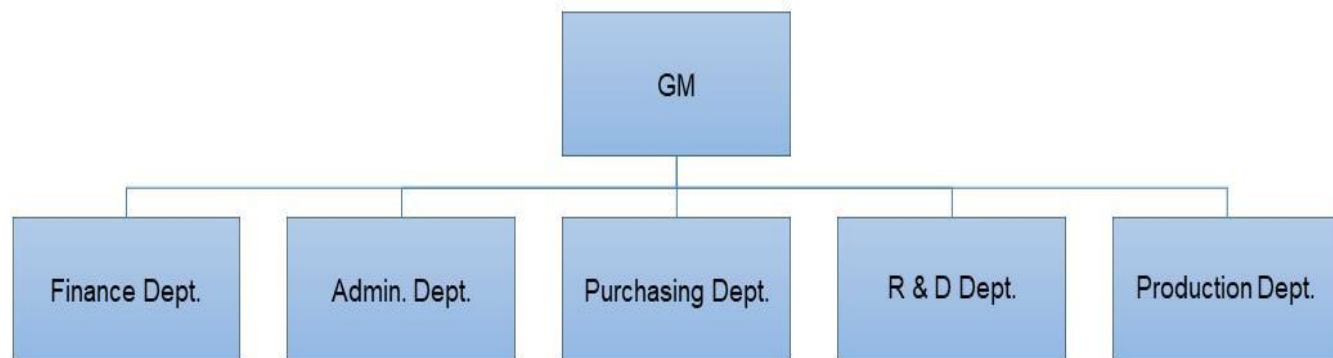 GM
Finance Dept.
Admin. Dept.
Purchasing Dept.
R & D Dept.
Production Dept.